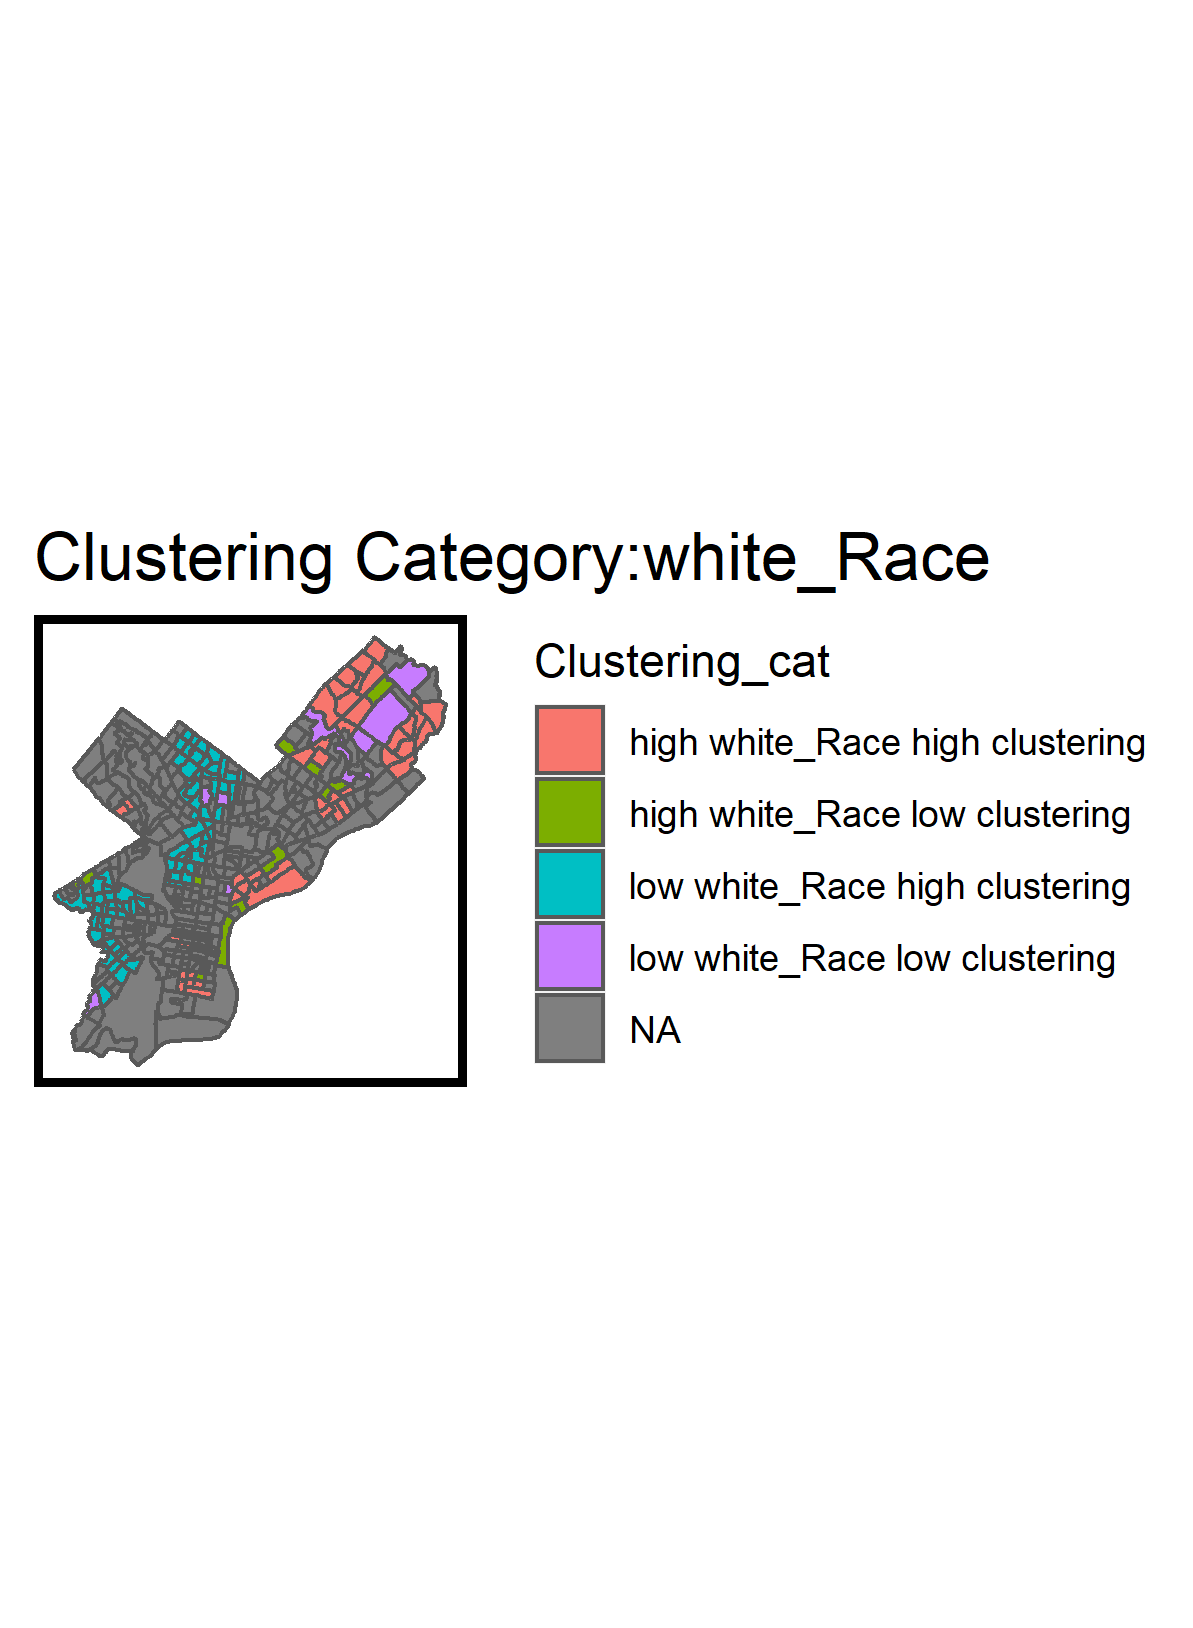 Clustering Category:white_Race
Clustering_cat
high white_Race high clustering
high white_Race low clustering
low white_Race high clustering
low white_Race low clustering
NA